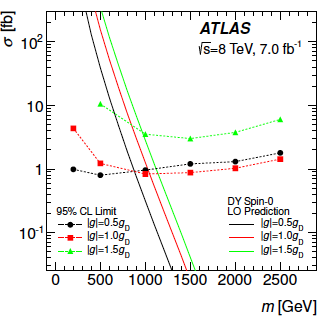 ATLAS
√s=8 TeV, 7.0 fb⁻¹
σ [fb]
10²
10
1
10⁻¹
95% CL Limit
|g|=0.5g_D
|g|=1.0g_D
|g|=1.5g_D
DY Spin-0
LO Prediction
|g|=0.5g_D
|g|=1.0g_D
|g|=1.5g_D
0 500 1000 1500 2000 2500
m [GeV]